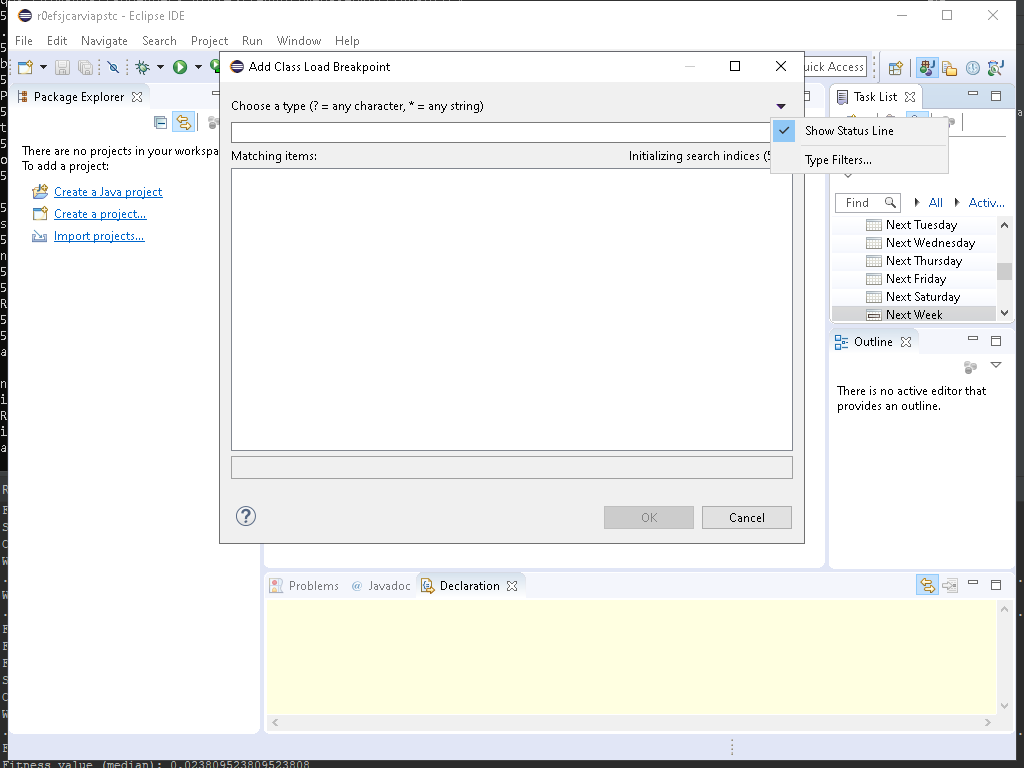 r0efsjcarviapstc - Eclipse IDE
File Edit Navigate Search Project Run Window Help
Add Class Load Breakpoint
Quick Access
Package Explorer
Task List
Choose a type (? = any character, * = any string)
Show Status Line
Type Filters...
Matching items:
Initializing search indices
There are no projects in your
To add a project:
Create a Java project
Create a project...
Import projects...
Find
All
Activ...
Next Tuesday
Next Wednesday
Next Thursday
Next Friday
Next Saturday
Next Week
Outline
There is no active editor that
provides an outline.
OK
Cancel
Problems
@ Javadoc
Declaration
Fitness value (median): 0.023809523809523808